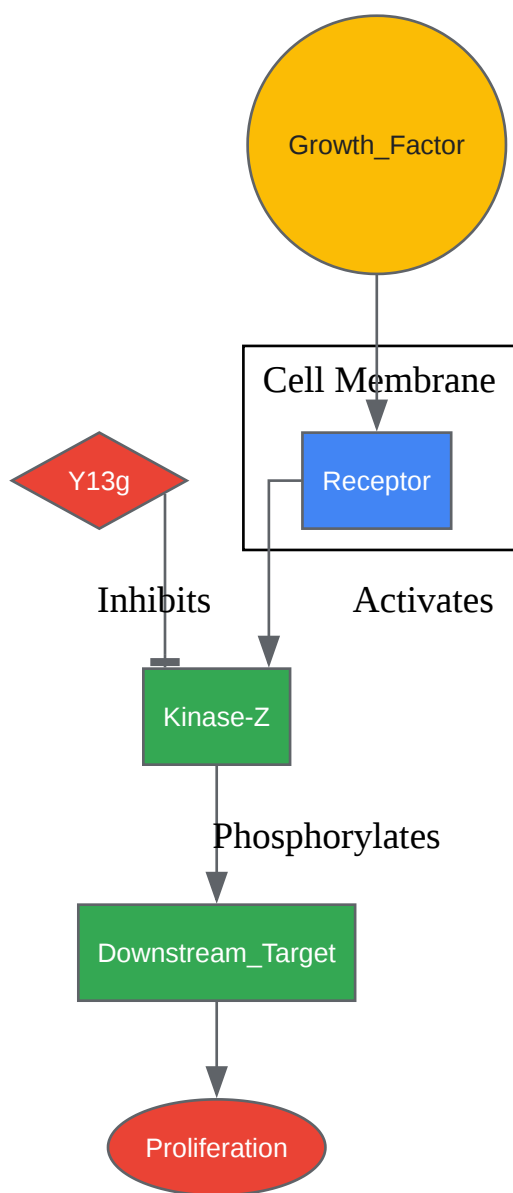 Growth_Factor
Cell Membrane
Y13g
Receptor
Inhibits
Activates
Kinase-Z
Phosphorylates
Downstream_Target
Proliferation